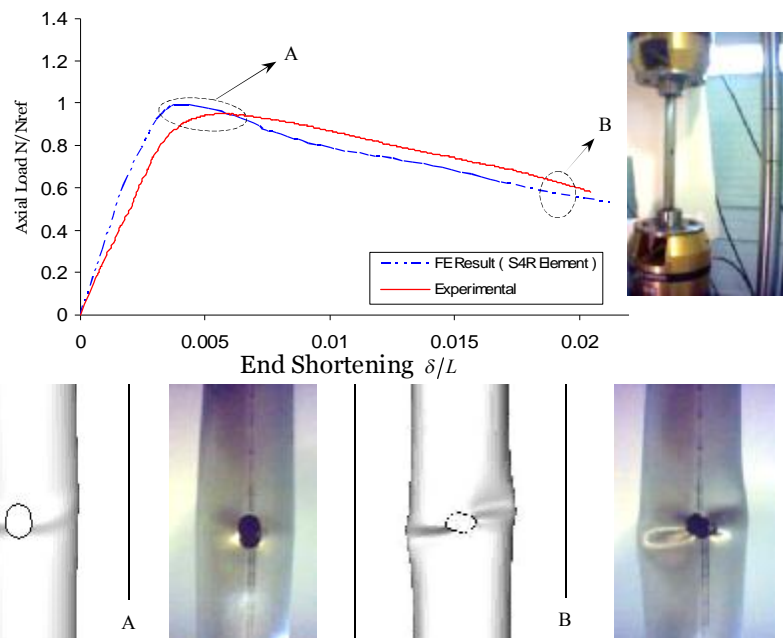 1.4
1.2
1
0.8
0.6
0.4
0.2
0
Axial Load N/Nref
A
B
FE Result ( S4R Element )
Experimental
0 0.005 0.01 0.015 0.02
End Shortening δ/L
A
B